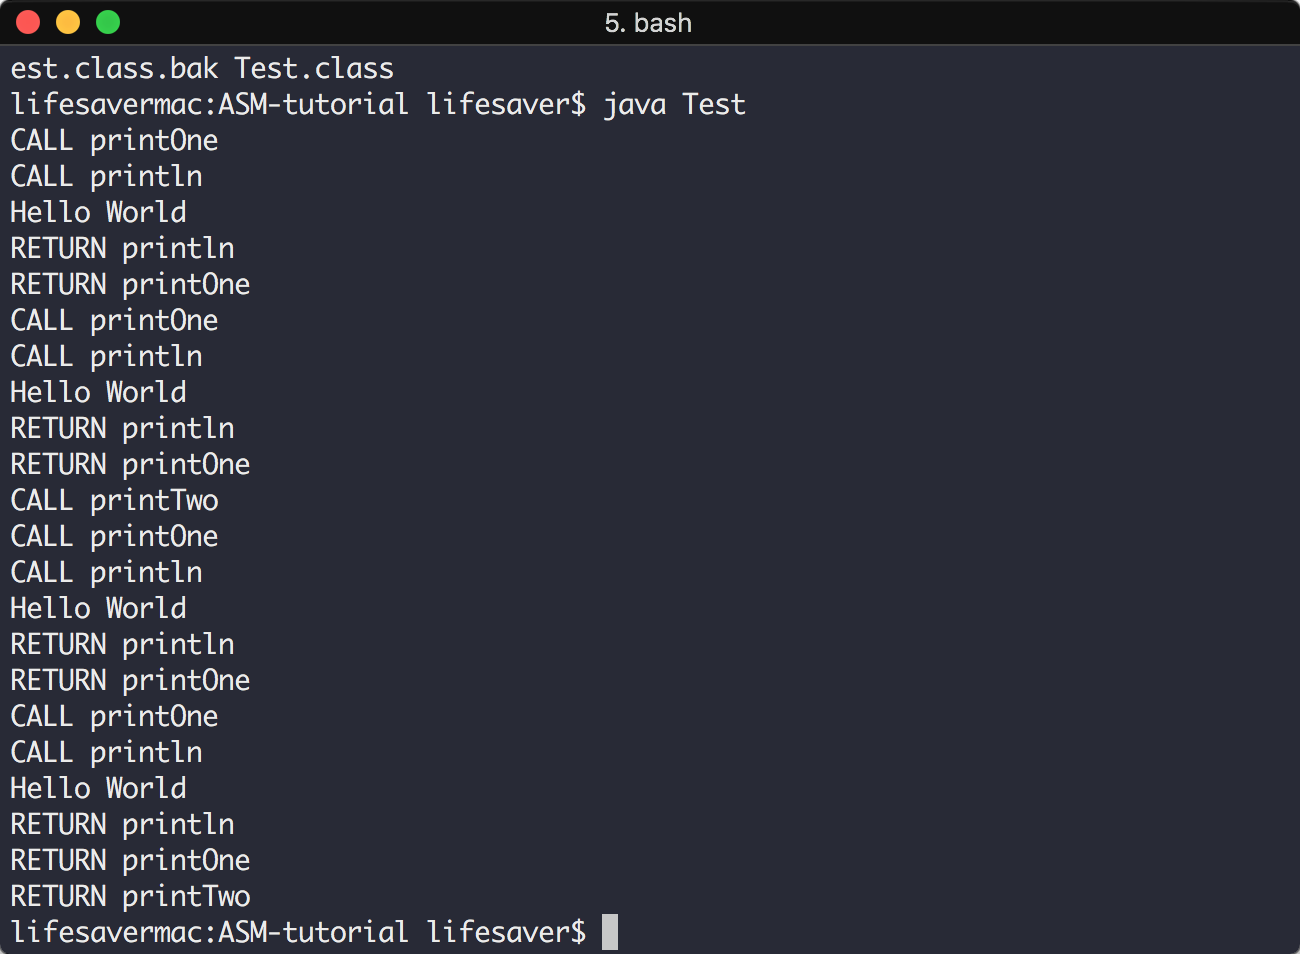 5. bash
est.class.bak Test.class
lifesavermac:ASM-tutorial lifesaver$ java Test
CALL printOne
CALL println
Hello World
RETURN println
RETURN printOne
CALL printOne
CALL println
Hello World
RETURN println
RETURN printOne
CALL printTwo
CALL printOne
CALL println
Hello World
RETURN println
RETURN printOne
CALL printOne
CALL println
Hello World
RETURN println
RETURN printOne
RETURN printTwo
lifesavermac:ASM-tutorial lifesaver$